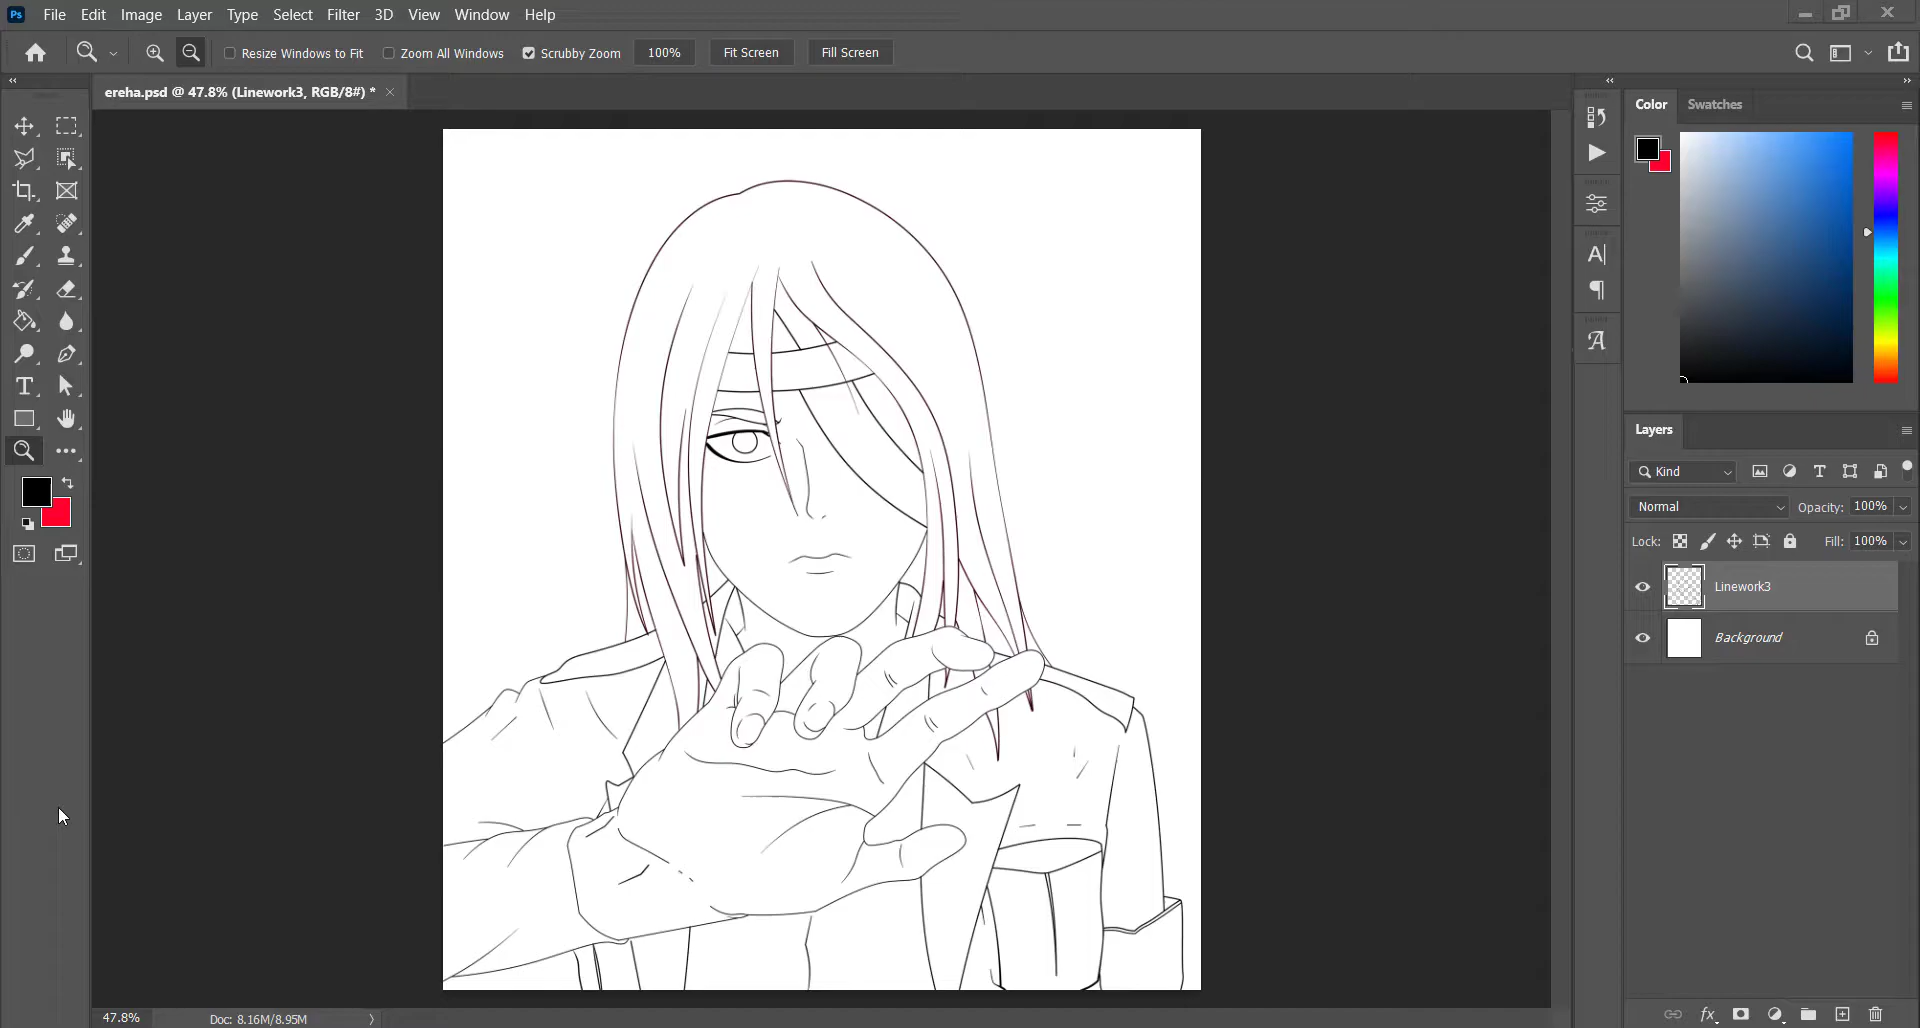 Ps File Edit Image Layer Type Select Filter 3D View Window Help
Resize Windows to Fit Zoom All Windows Scrubby Zoom 100% Fit Screen Fill Screen
ereha.psd @ 47.8% (Linework3, RGB/8#) *
Color Swatches
Layers
Kind
Normal Opacity: 100%
Lock: Fill: 100%
Linework3
Background
47.8% Doc: 8.16M/8.95M